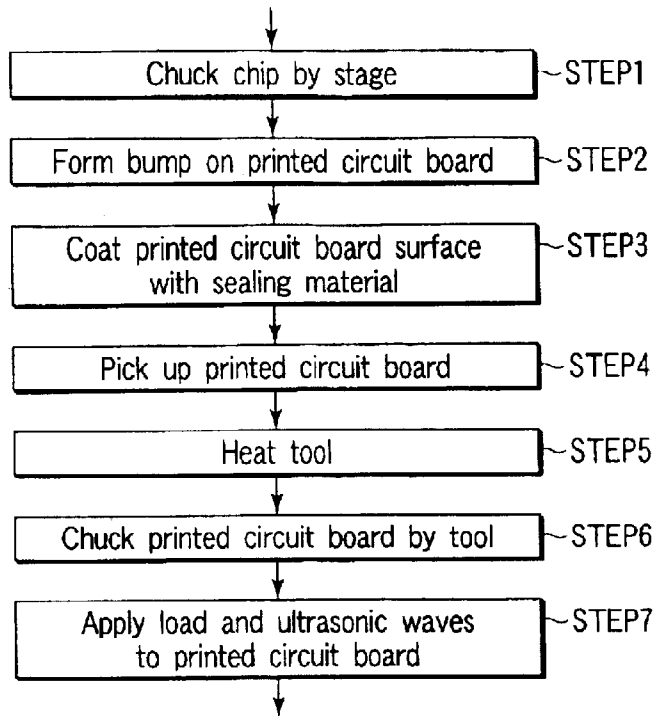 Chuck chip by stage ~STEP1
Form bump on printed circuit board ~STEP2
Coat printed circuit board surface ~STEP3
with sealing material
Pick up printed circuit board ~STEP4
Heat tool ~STEP5
Chuck printed circuit board by tool ~STEP6
Apply load and ultrasonic waves ~STEP7
to printed circuit board